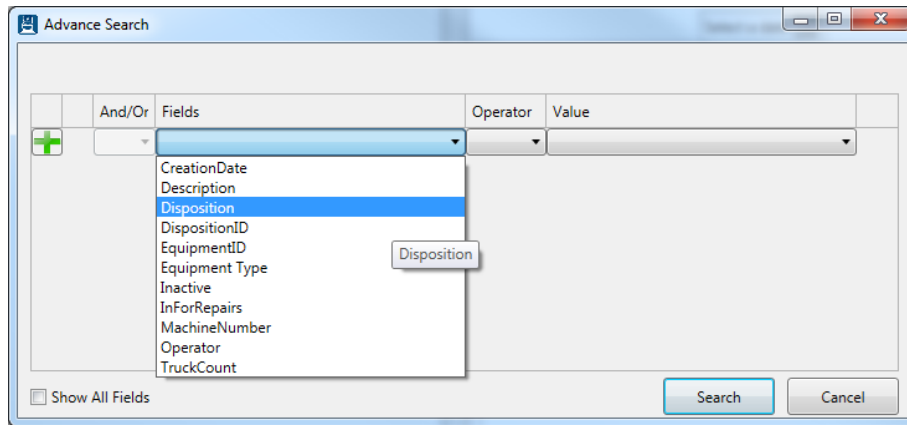 Advance Search
And/Or Fields Operator Value
CreationDate
Description
Disposition
DispositionID
EquipmentID
Disposition
Equipment Type
Inactive
InForRepairs
MachineNumber
Operator
TruckCount
Show All Fields Search Cancel